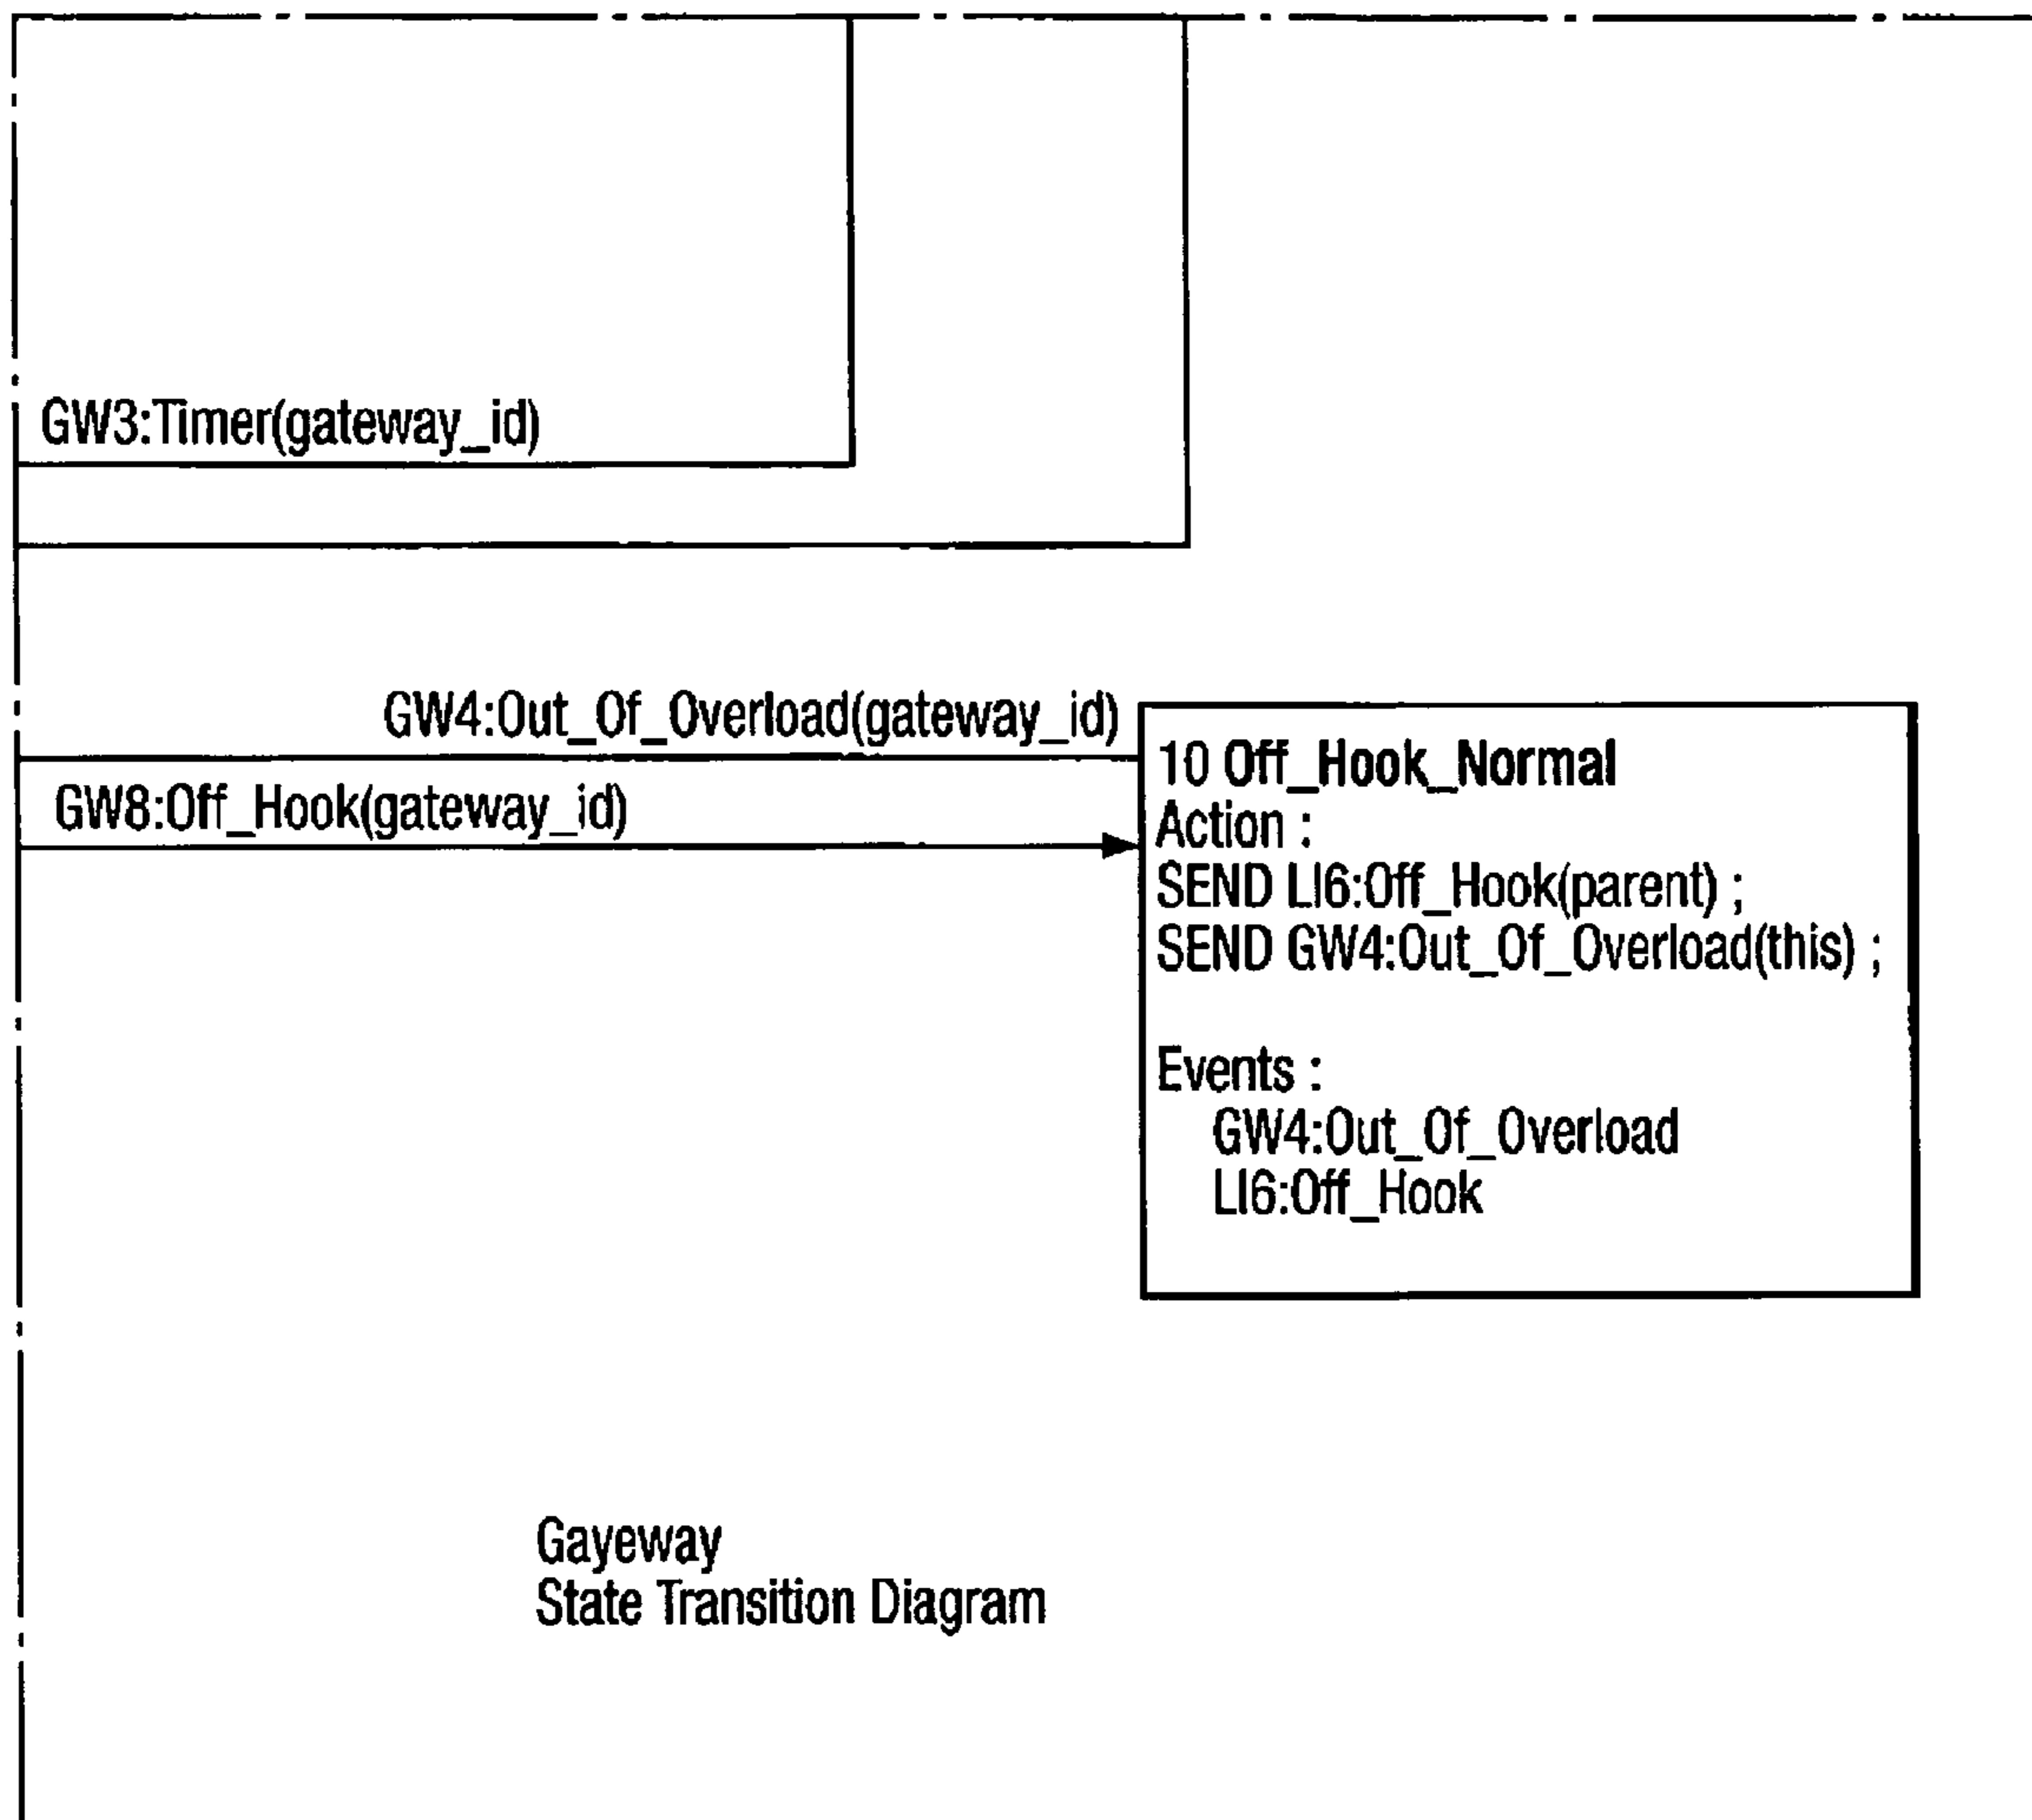 GW3:Timer(gateway_id)
GW4:Out_Of_Overload(gateway_id)
GW8:Off_Hook(gateway_id)
10 Off_Hook_Normal
Action :
SEND LI6:Off_Hook(parent) ;
SEND GW4:Out_Of_Overload(this) ;
Events :
GW4:Out_Of_Overload
LI6:Off_Hook
Gayeway
State Transition Diagram